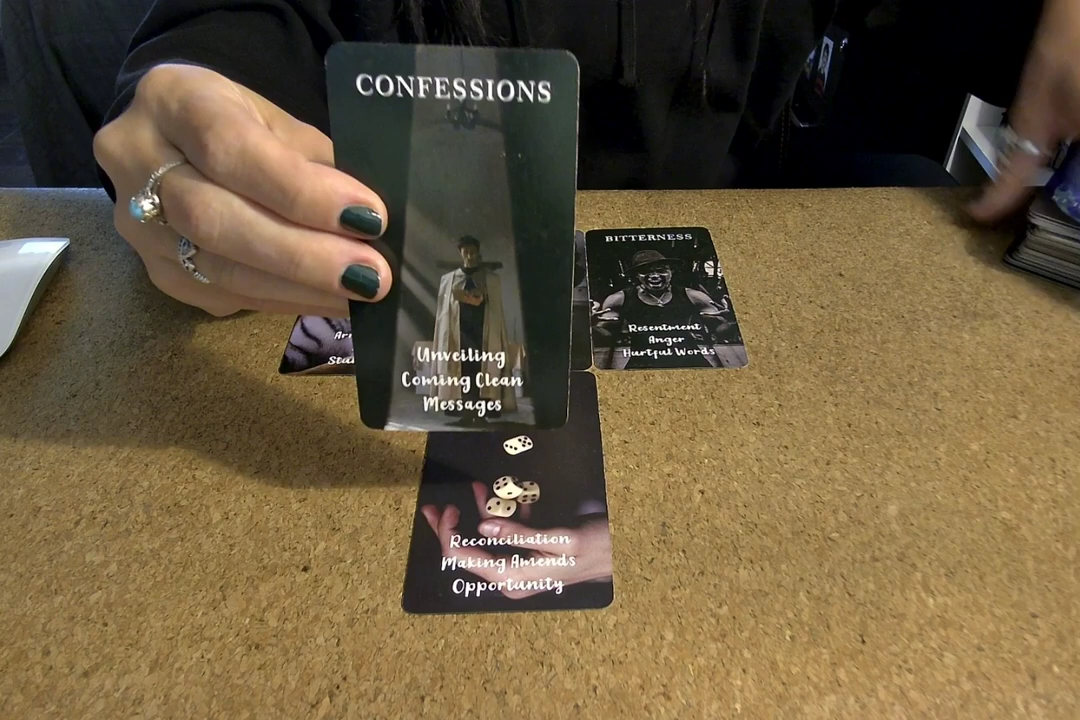 CONFESSIONS
Unveiling
Coming Clean
Messages
BITTERNESS
Resentment
Anger
Hurtful Words
Reconciliation
Making Amends
Opportunity